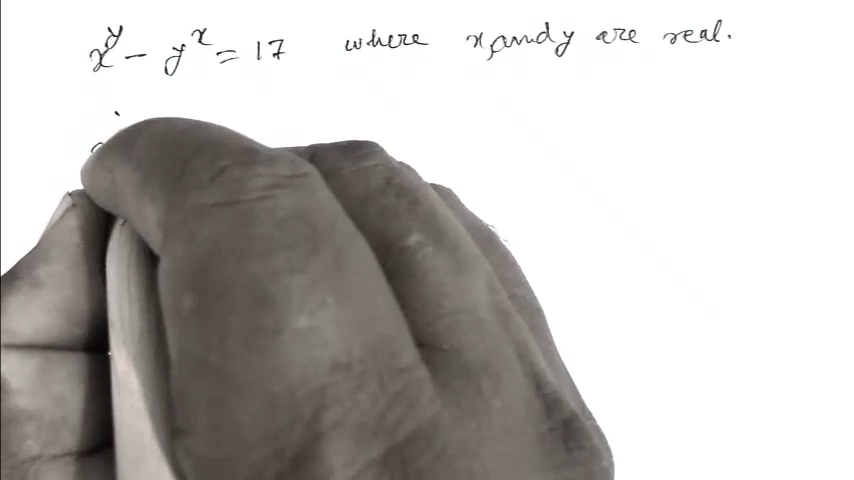 x^y - y^x = 17 where x, and y are real.